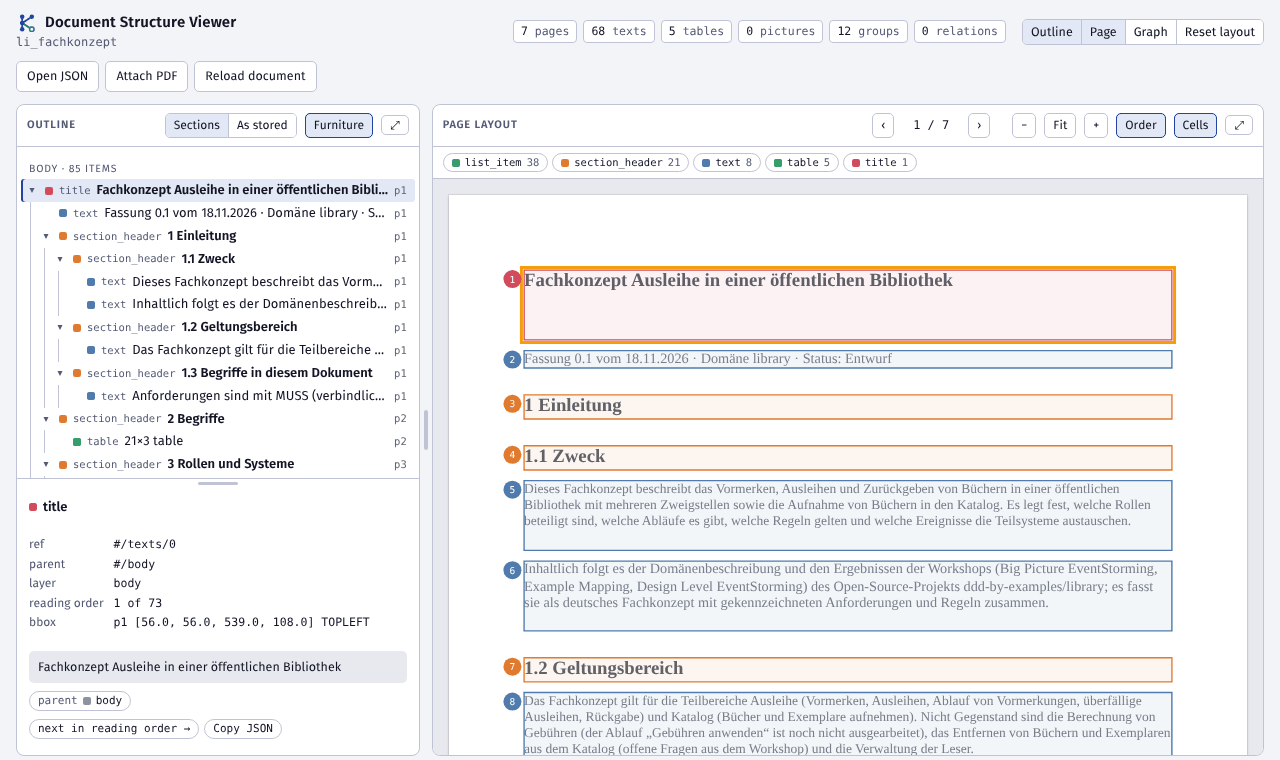 Document Structure Viewer
li_fachkonzept
7 pages 68 texts 5 tables 0 pictures 12 groups 0 relations
Outline Page Graph Reset layout
Open JSON Attach PDF Reload document
OUTLINE Sections As stored Furniture
BODY · 85 ITEMS
title Fachkonzept Ausleihe in einer öffentlichen Bibli… p1
text Fassung 0.1 vom 18.11.2026 · Domäne library · S… p1
section_header 1 Einleitung p1
section_header 1.1 Zweck p1
text Dieses Fachkonzept beschreibt das Vorm… p1
text Inhaltlich folgt es der Domänenbeschreib… p1
section_header 1.2 Geltungsbereich p1
text Das Fachkonzept gilt für die Teilbereiche … p1
section_header 1.3 Begriffe in diesem Dokument p1
text Anforderungen sind mit MUSS (verbindlic… p1
section_header 2 Begriffe p2
table 21×3 table p2
section_header 3 Rollen und Systeme p3
title
ref #/texts/0
parent #/body
layer body
reading order 1 of 73
bbox p1 [56.0, 56.0, 539.0, 108.0] TOPLEFT
Fachkonzept Ausleihe in einer öffentlichen Bibliothek
parent body
next in reading order → Copy JSON
PAGE LAYOUT ‹ 1 / 7 › − Fit + Order Cells
list_item 38 section_header 21 text 8 table 5 title 1
1 Fachkonzept Ausleihe in einer öffentlichen Bibliothek
2 Fassung 0.1 vom 18.11.2026 · Domäne library · Status: Entwurf
3 1 Einleitung
4 1.1 Zweck
5 Dieses Fachkonzept beschreibt das Vormerken, Ausleihen und Zurückgeben von Büchern in einer öffentlichen
Bibliothek mit mehreren Zweigstellen sowie die Aufnahme von Büchern in den Katalog. Es legt fest, welche Rollen
beteiligt sind, welche Abläufe es gibt, welche Regeln gelten und welche Ereignisse die Teilsysteme austauschen.
6 Inhaltlich folgt es der Domänenbeschreibung und den Ergebnissen der Workshops (Big Picture EventStorming,
Example Mapping, Design Level EventStorming) des Open-Source-Projekts ddd-by-examples/library; es fasst
sie als deutsches Fachkonzept mit gekennzeichneten Anforderungen und Regeln zusammen.
7 1.2 Geltungsbereich
8 Das Fachkonzept gilt für die Teilbereiche Ausleihe (Vormerken, Ausleihen, Ablauf von Vormerkungen, überfällige
Ausleihen, Rückgabe) und Katalog (Bücher und Exemplare aufnehmen). Nicht Gegenstand sind die Berechnung von
Gebühren (der Ablauf „Gebühren anwenden“ ist noch nicht ausgearbeitet), das Entfernen von Büchern und Exemplaren
aus dem Katalog (offene Fragen aus dem Workshop) und die Verwaltung der Leser.